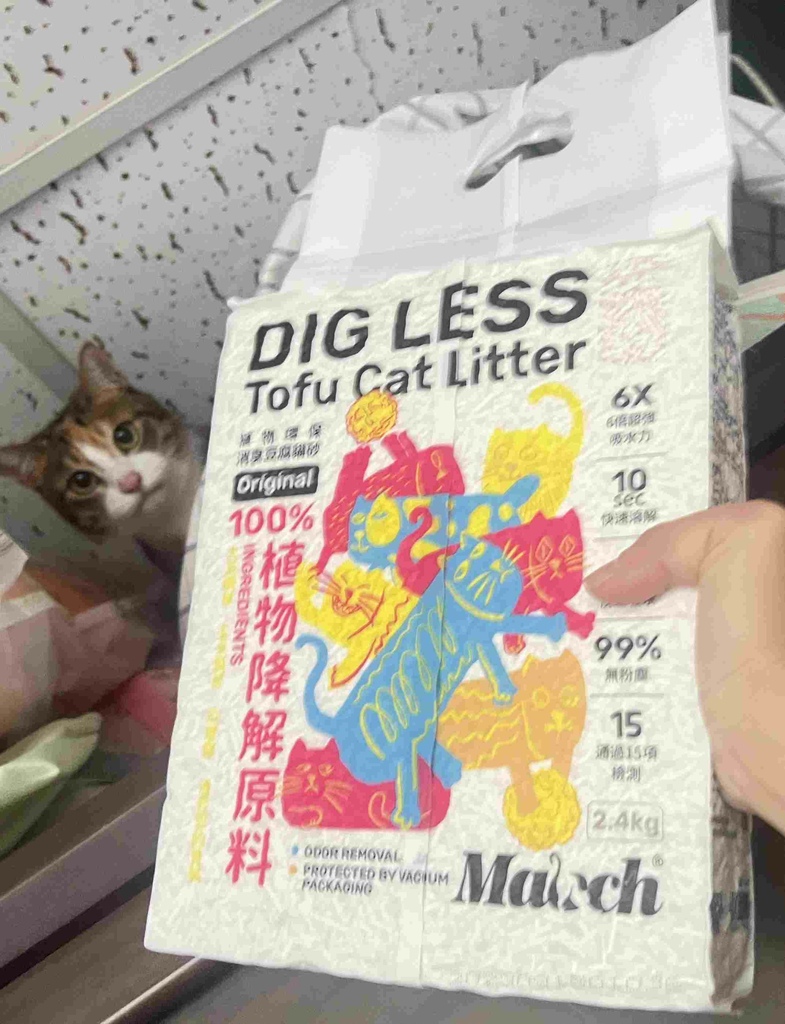 DIG LESS
Tofu Cat Litter
植物環保
消臭豆腐貓砂
Original
100%
INGREDIENTS
植物降解原料
6X
6倍超強
吸水力
10
sec
快速溶解
99%
無粉塵
15
通過15項
檢測
2.4kg
ODOR REMOVAL
PROTECTED BY VACUUM
PACKAGING
March®